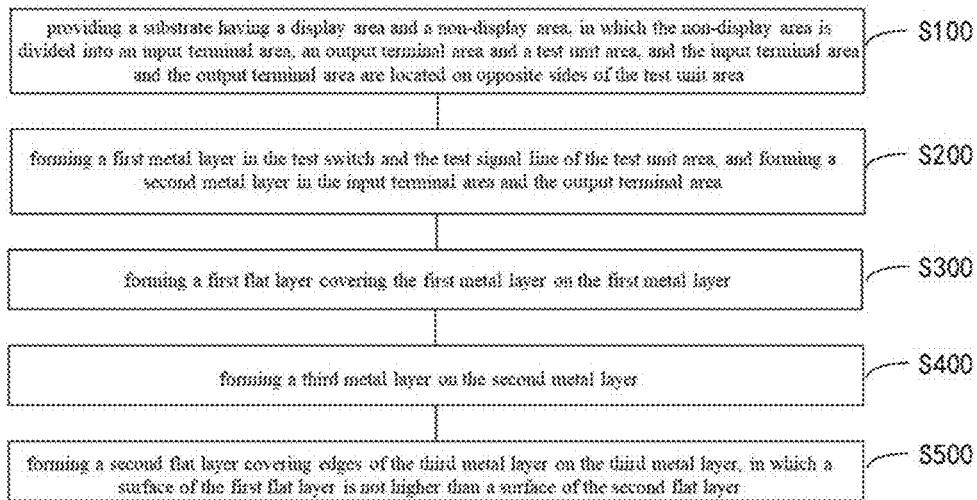 providing a substrate having a display area and a non-display area, in which the non-display area is
divided into an input terminal area, an output terminal area and a test unit area, and the input terminal area
and the output terminal area are located on opposite sides of the test unit area
S100
forming a first metal layer in the test switch and the test signal line of the test unit area, and forming a
second metal layer in the input terminal area and the output terminal area
S200
forming a first flat layer covering the first metal layer on the first metal layer
S300
forming a third metal layer on the second metal layer
S400
forming a second flat layer covering edges of the third metal layer on the third metal layer, in which a
surface of the first flat layer is not higher than a surface of the second flat layer
S500